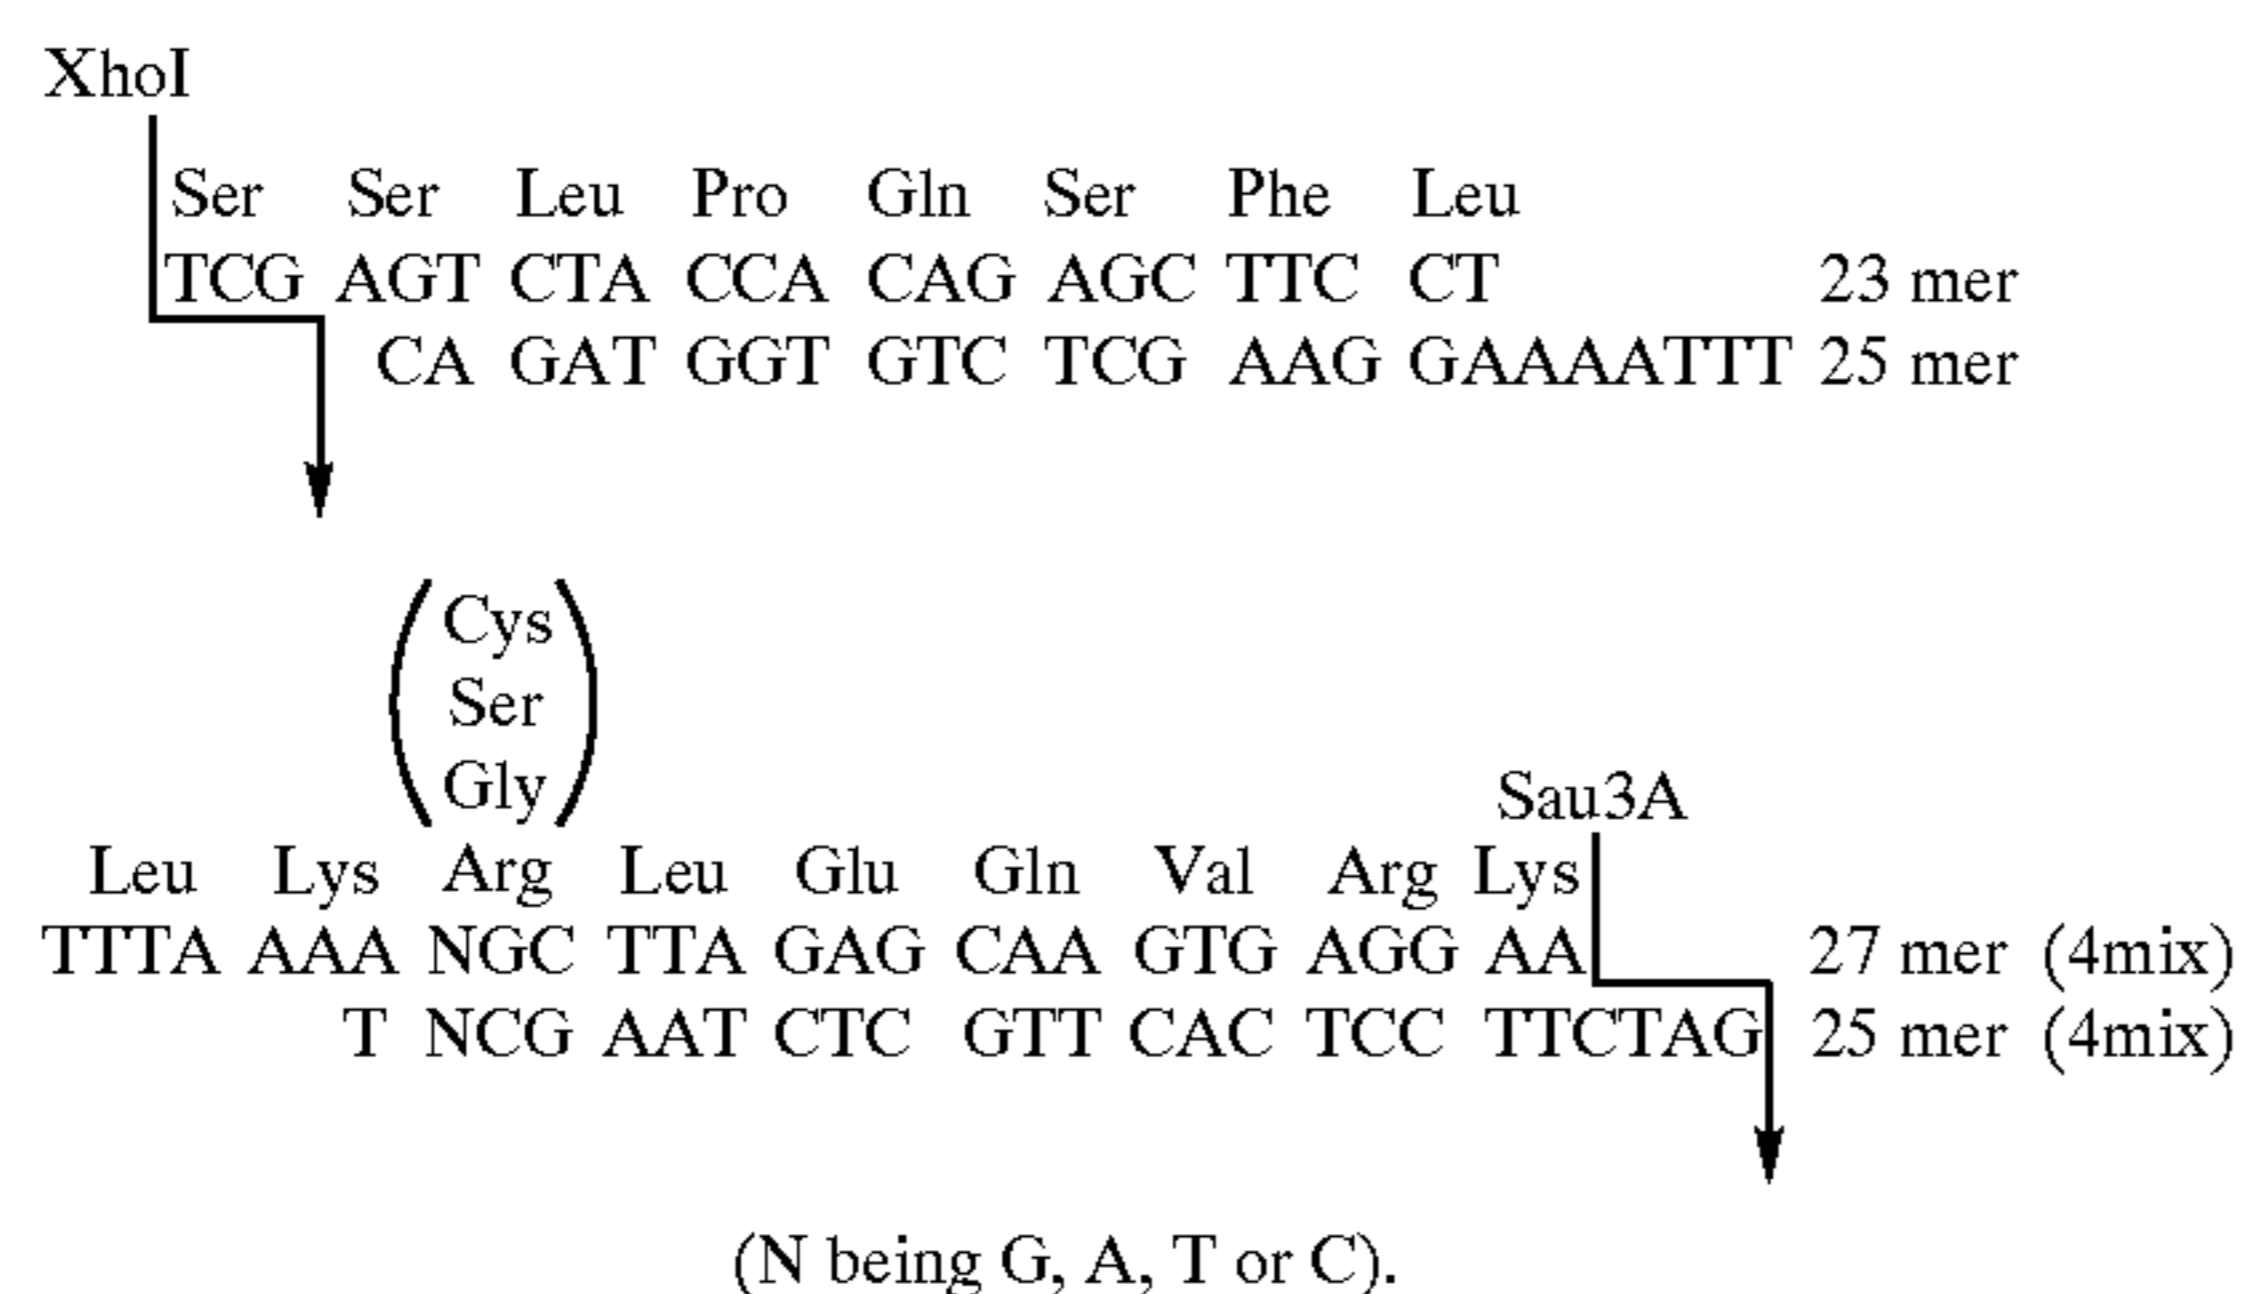 XhoI
Ser Ser Leu Pro Gln Ser Phe Leu
TCG AGT CTA CCA CAG AGC TTC CT 23 mer
CA GAT GGT GTC TCG AAG GAAAATTT 25 mer
Cys
Ser
Gly
Sau3A
Leu Lys Arg Leu Glu Gln Val Arg Lys
TTTA AAA NGC TTA GAG CAA GTG AGG AA 27 mer (4mix)
T NCG AAT CTC GTT CAC TCC TTCTAG 25 mer (4mix)
(N being G, A, T or C).